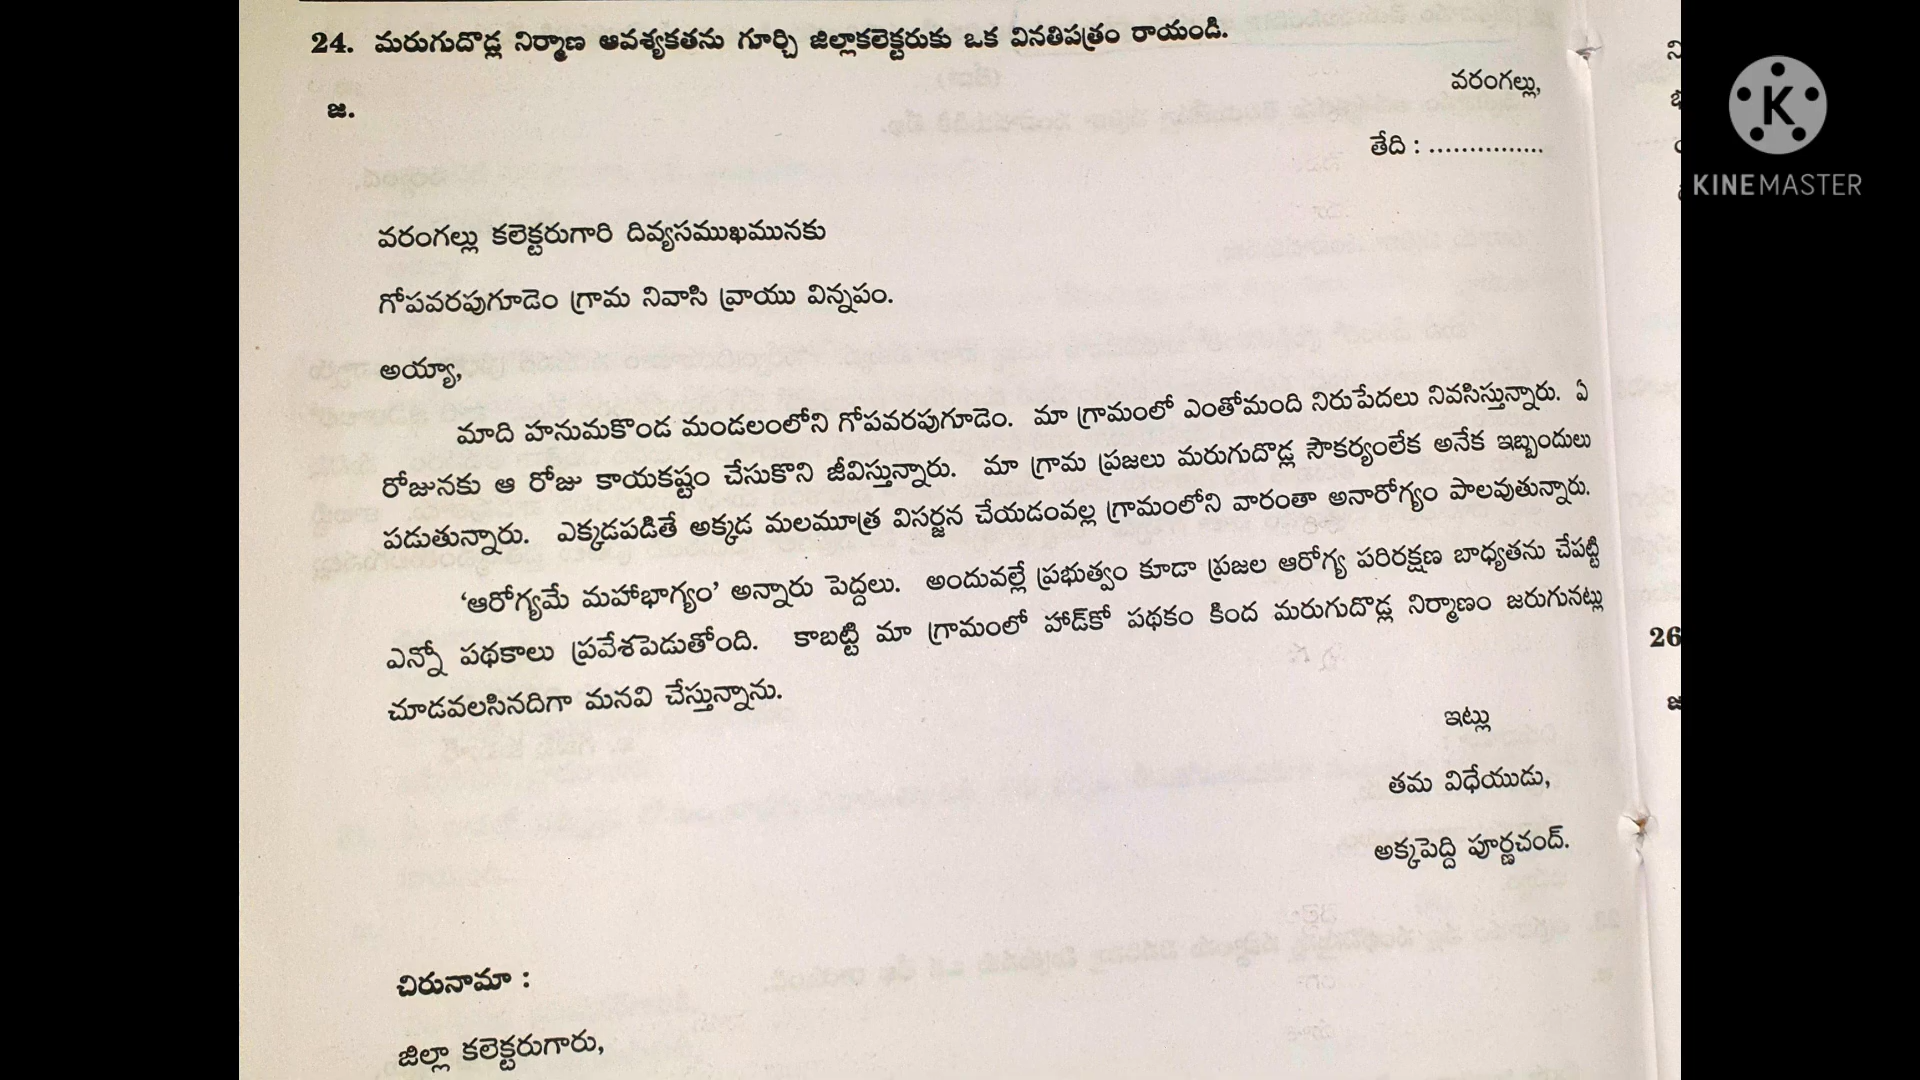 24. మరుగుదొడ్ల నిర్మాణ ఆవశ్యకతను గూర్చి జిల్లాకలెక్టరుకు ఒక వినతిపత్రం రాయండి.
వరంగల్లు,
జ.
తేది : ...............
వరంగల్లు కలెక్టరుగారి దివ్యసముఖమునకు
గోపవరపుగూడెం గ్రామ నివాసి వ్రాయు విన్నపం.
అయ్యా,
మాది హనుమకొండ మండలంలోని గోపవరపుగూడెం. మా గ్రామంలో ఎంతోమంది నిరుపేదలు నివసిస్తున్నారు. ఏ
రోజునకు ఆ రోజు కాయకష్టం చేసుకొని జీవిస్తున్నారు. మా గ్రామ ప్రజలు మరుగుదొడ్ల సౌకర్యంలేక అనేక ఇబ్బందులు
పడుతున్నారు. ఎక్కడపడితే అక్కడ మలమూత్ర విసర్జన చేయడంవల్ల గ్రామంలోని వారంతా అనారోగ్యం పాలవుతున్నారు.
'ఆరోగ్యమే మహాభాగ్యం' అన్నారు పెద్దలు. అందువల్లే ప్రభుత్వం కూడా ప్రజల ఆరోగ్య పరిరక్షణ బాధ్యతను చేపట్టి
ఎన్నో పథకాలు ప్రవేశపెడుతోంది. కాబట్టి మా గ్రామంలో హాడ్‌కో పథకం కింద మరుగుదొడ్ల నిర్మాణం జరుగునట్లు
చూడవలసినదిగా మనవి చేస్తున్నాను.
ఇట్లు
తమ విధేయుడు,
అక్కపెద్ది పూర్ణచంద్.
చిరునామా :
జిల్లా కలెక్టరుగారు,
26
K
KINEMASTER